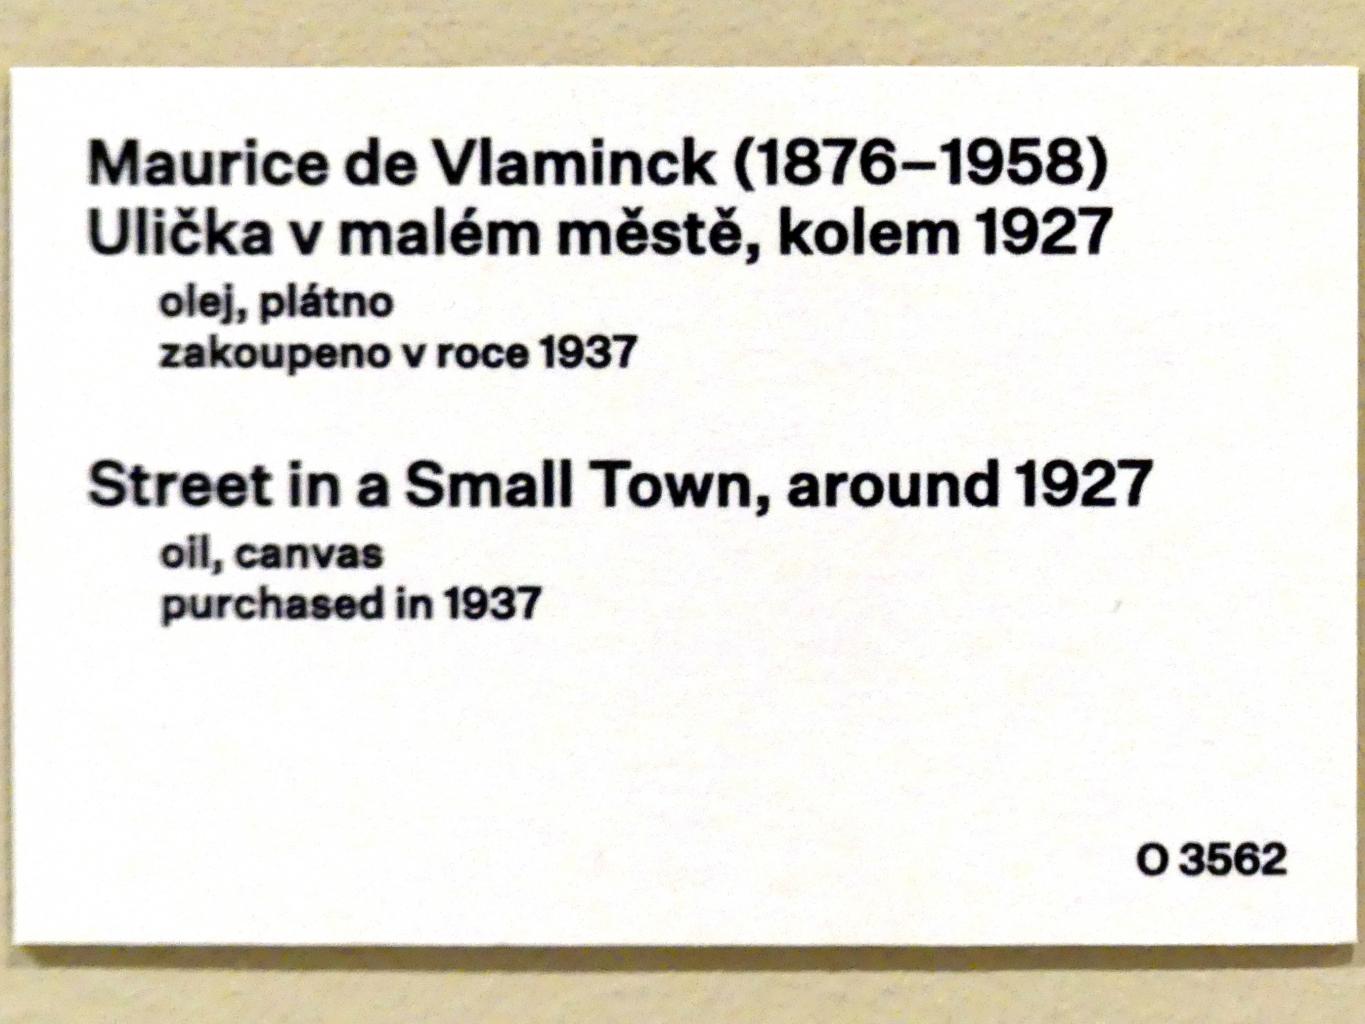 Maurice de Vlaminck (1876–1958)
Ulička v malém městě, kolem 1927
olej, plátno
zakoupeno v roce 1937
Street in a Small Town, around 1927
oil, canvas
purchased in 1937
O 3562